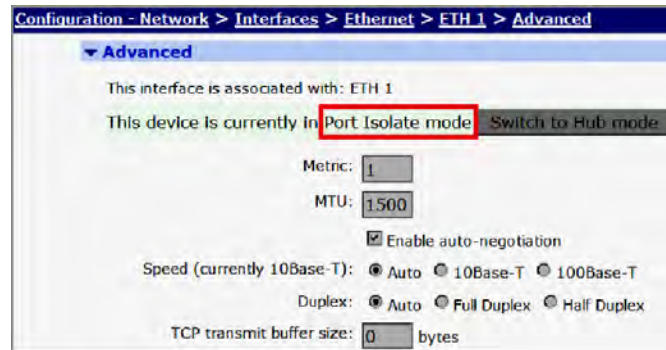 Configuration - Network > Interfaces > Ethernet > ETH 1 > Advanced
Advanced
This interface is associated with: ETH 1
This device is currently in Port Isolate mode Switch to Hub mode
Metric: 1
MTU: 1500
Enable auto-negotiation
Speed (currently 10Base-T): Auto 10Base-T 100Base-T
Duplex: Auto Full Duplex Half Duplex
TCP transmit buffer size: 0 bytes